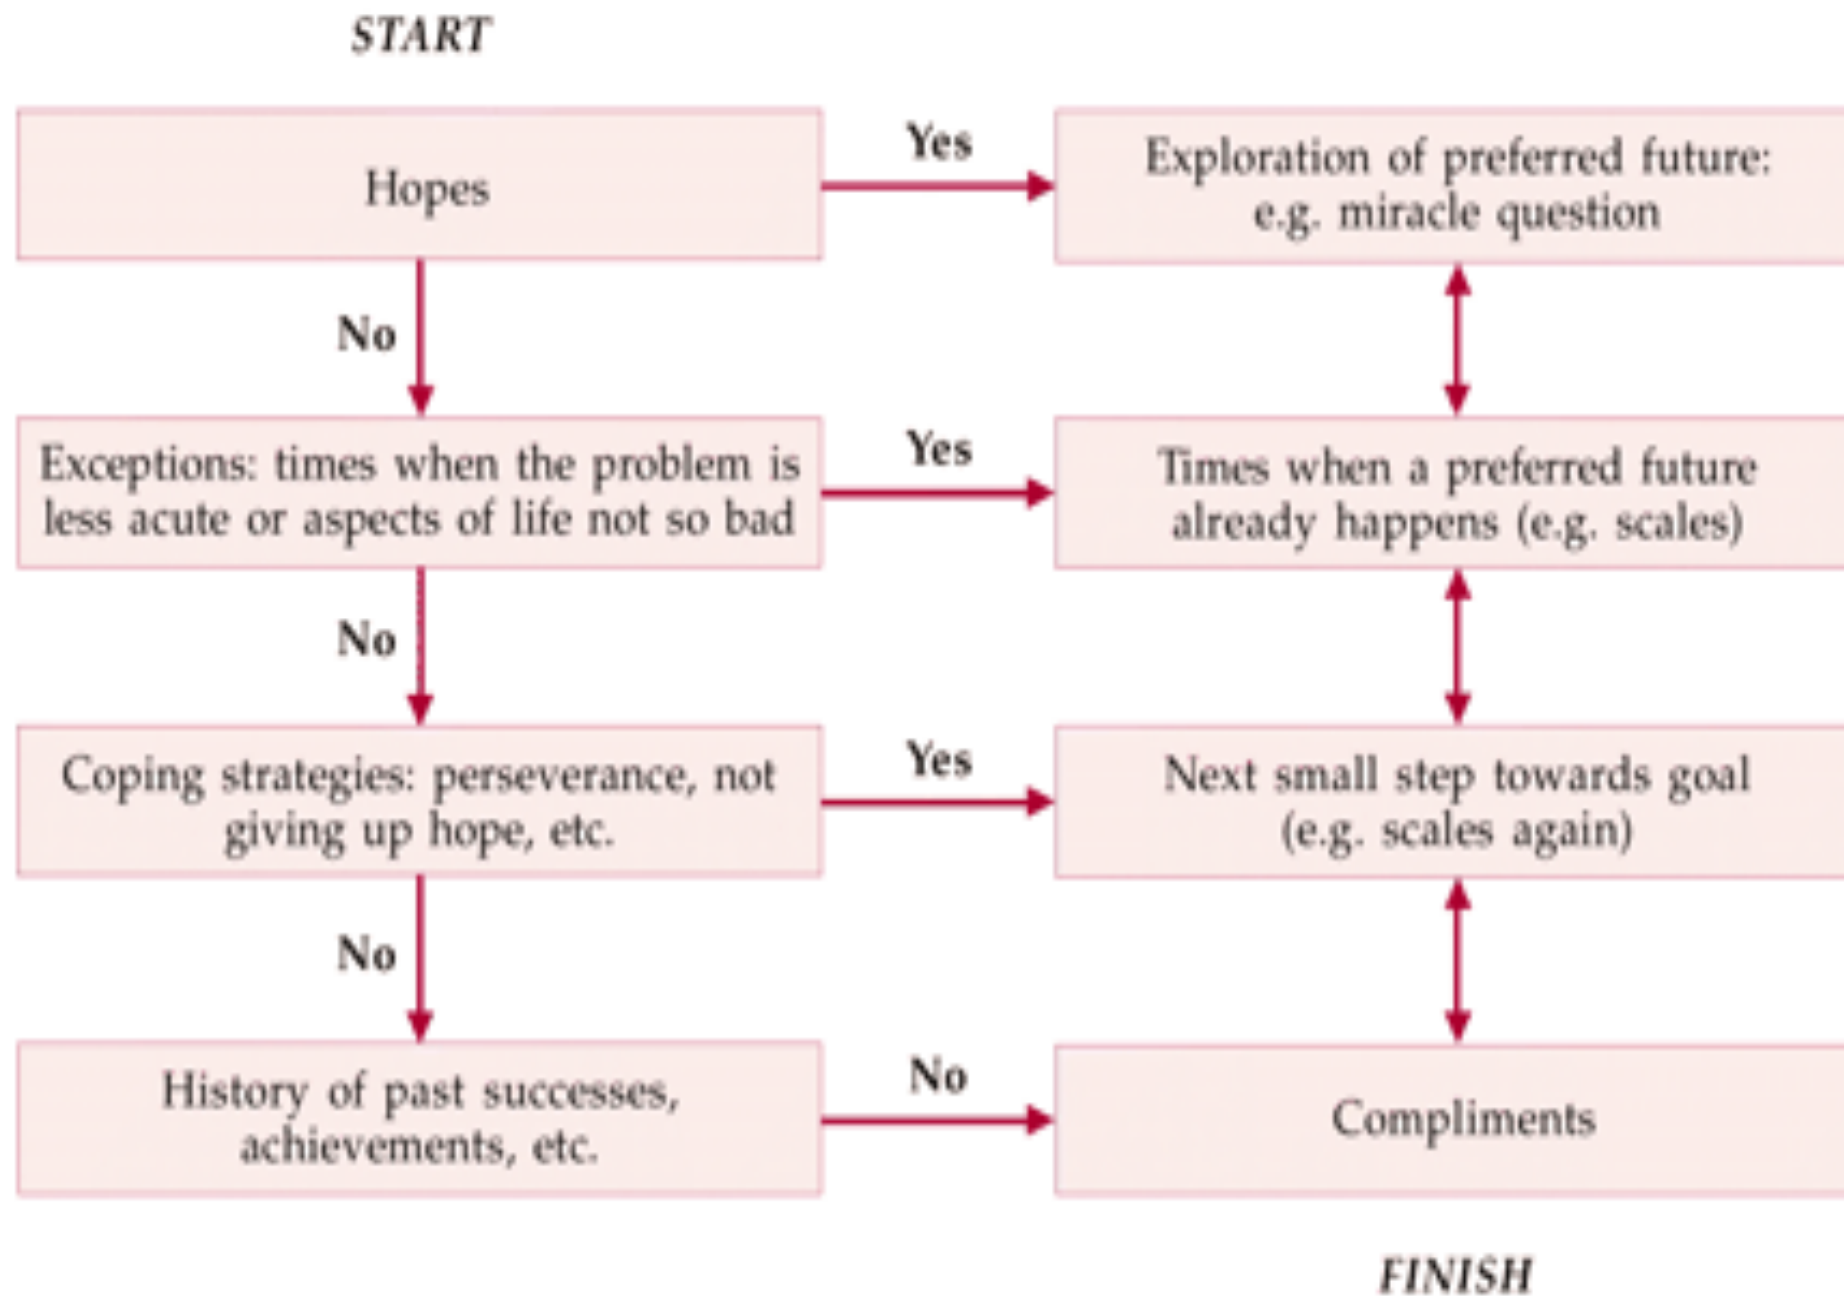 START
Hopes
Yes
Exploration of preferred future:
e.g. miracle question
No
Exceptions: times when the problem is
less acute or aspects of life not so bad
Yes
Times when a preferred future
already happens (e.g. scales)
No
Coping strategies: perseverance, not
giving up hope, etc.
Yes
Next small step towards goal
(e.g. scales again)
No
History of past successes,
achievements, etc.
No
Compliments
FINISH